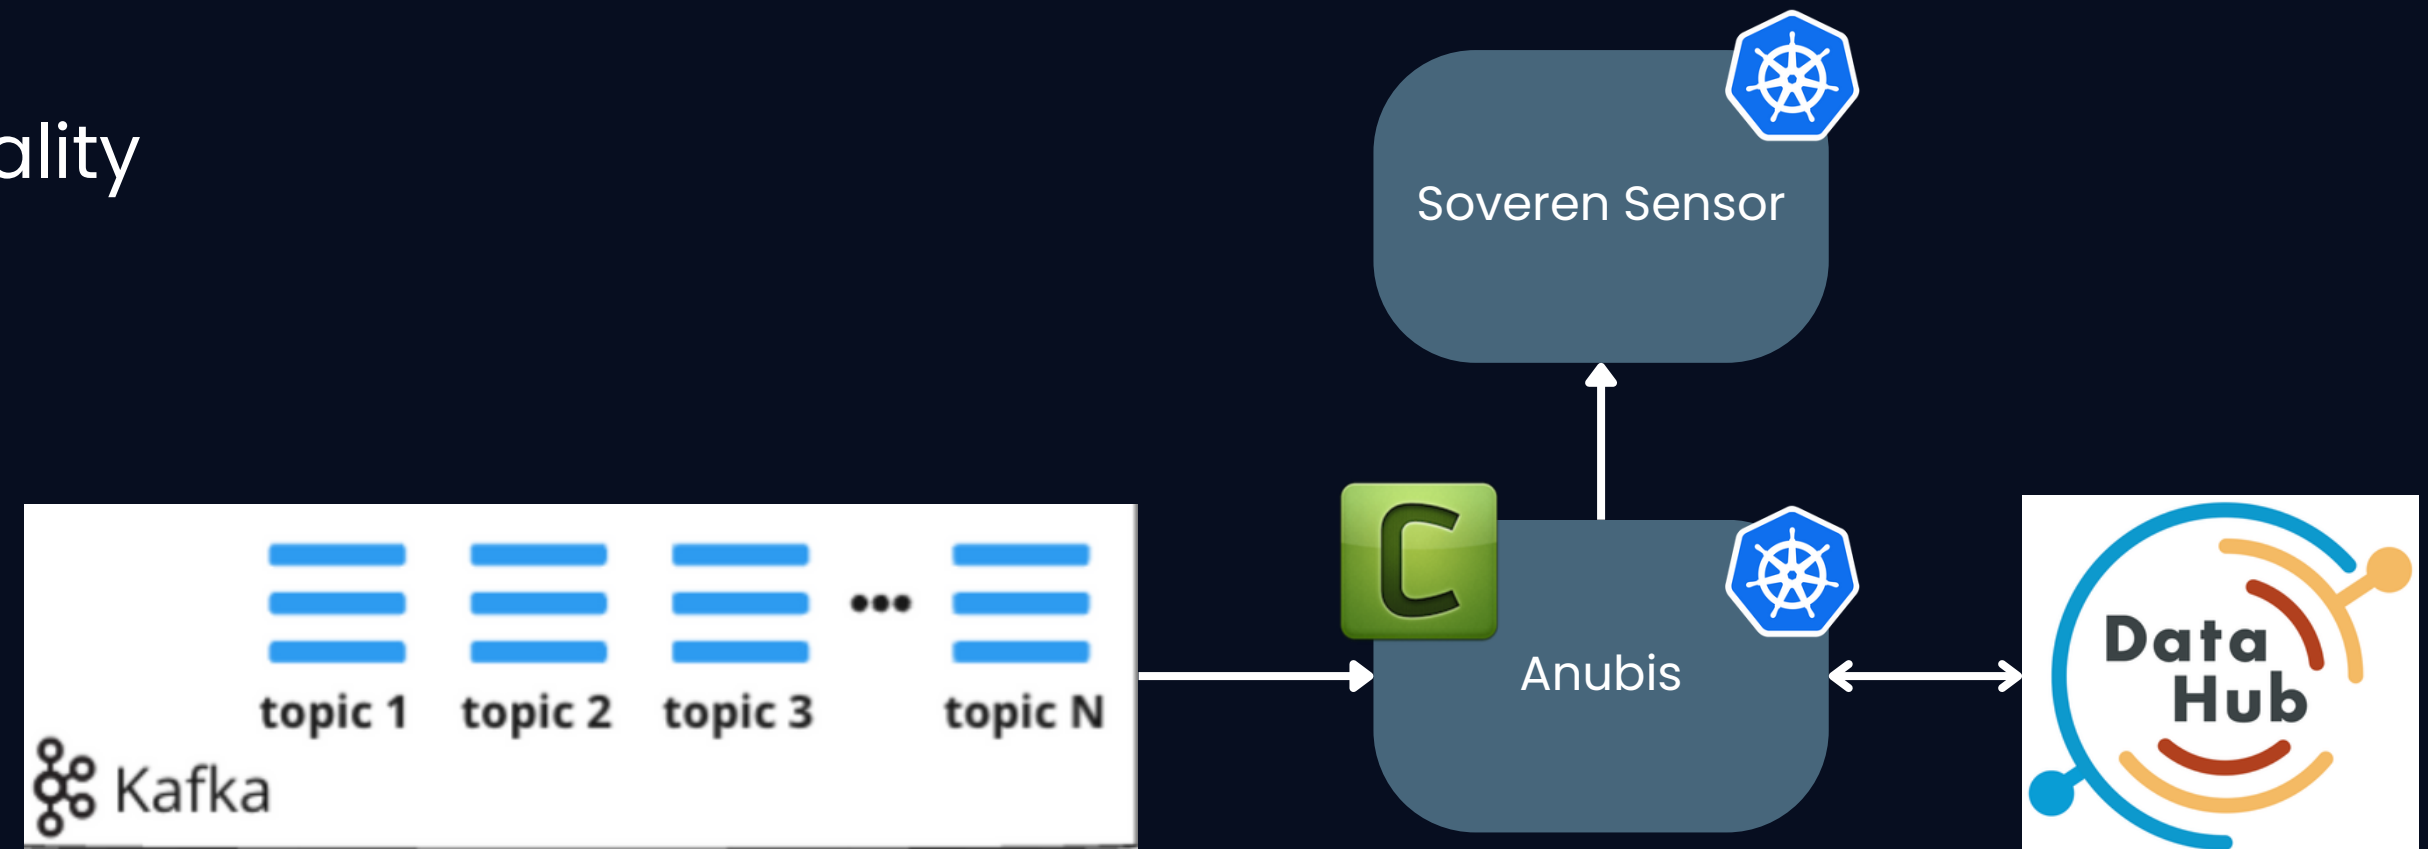 ality
Soveren Sensor
topic 1 topic 2 topic 3 ••• topic N
Kafka
C
Anubis
Data
Hub